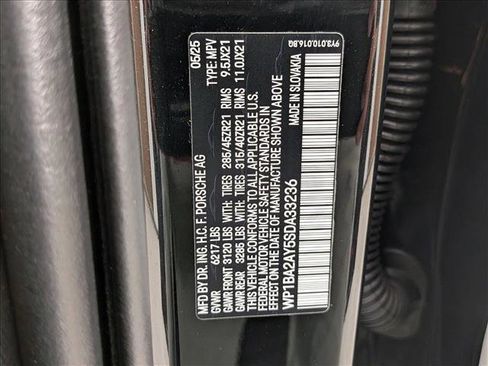 MFD BY DR. ING. H.C. F. PORSCHE AG 05/25
GVWR 6217 LBS TYPE: MPV
GAWR FRONT 3120 LBS WITH: TIRES 285/45ZR21 RIMS 9.5JX21
GAWR REAR 3285 LBS WITH: TIRES 315/40ZR21 RIMS 11.0JX21
THIS VEHICLE CONFORMS TO ALL APPLICABLE U.S.
FEDERAL MOTOR VEHICLE SAFETY STANDARDS IN
EFFECT ON THE DATE OF MANUFACTURE SHOWN ABOVE
WP1BA2AY5SDA33236 MADE IN SLOVAKIA
9Y3.010.016.BQ